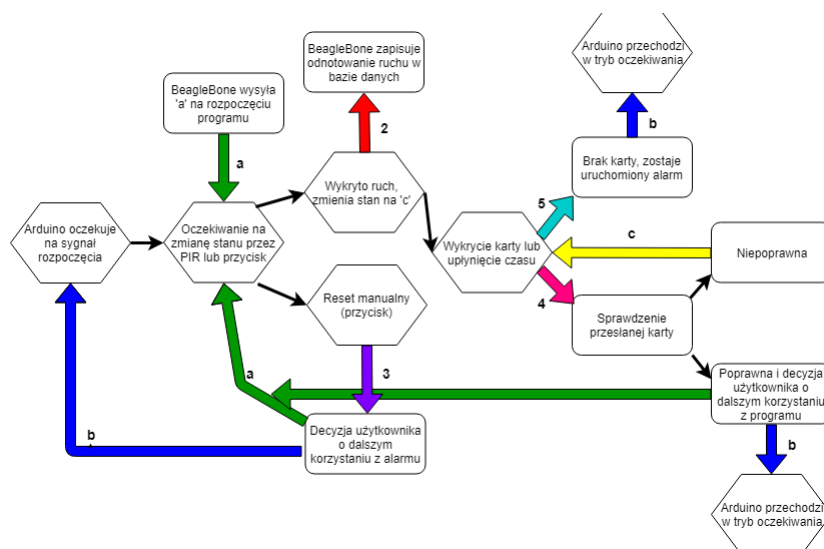 Arduino przechodzi
w tryb oczekiwania.
BeagleBone zapisuje
odnotowanie ruchu w
bazie danych
BeagleBone wysyła
'a' na rozpoczęciu
programu
a
2
b
Brak karty, zostaje
uruchomiony alarm
Wykryto ruch,
zmienia stan na 'c'
5
Arduino oczekuje
na sygnał
rozpoczęcia
Oczekiwanie na
zmianę stanu przez
PIR lub przycisk
Wykrycie karty lub
upłynięcie czasu
c
Niepoprawna
Reset manualny
(przycisk)
4
Sprawdzenie
przesłanej karty
3
a
Poprawna i decyzja
użytkownika o
dalszym korzystaniu
z programu
Decyzja użytkownika
o dalszym
korzystaniu z alarmu
b
b
Arduino przechodzi
w tryb oczekiwania.